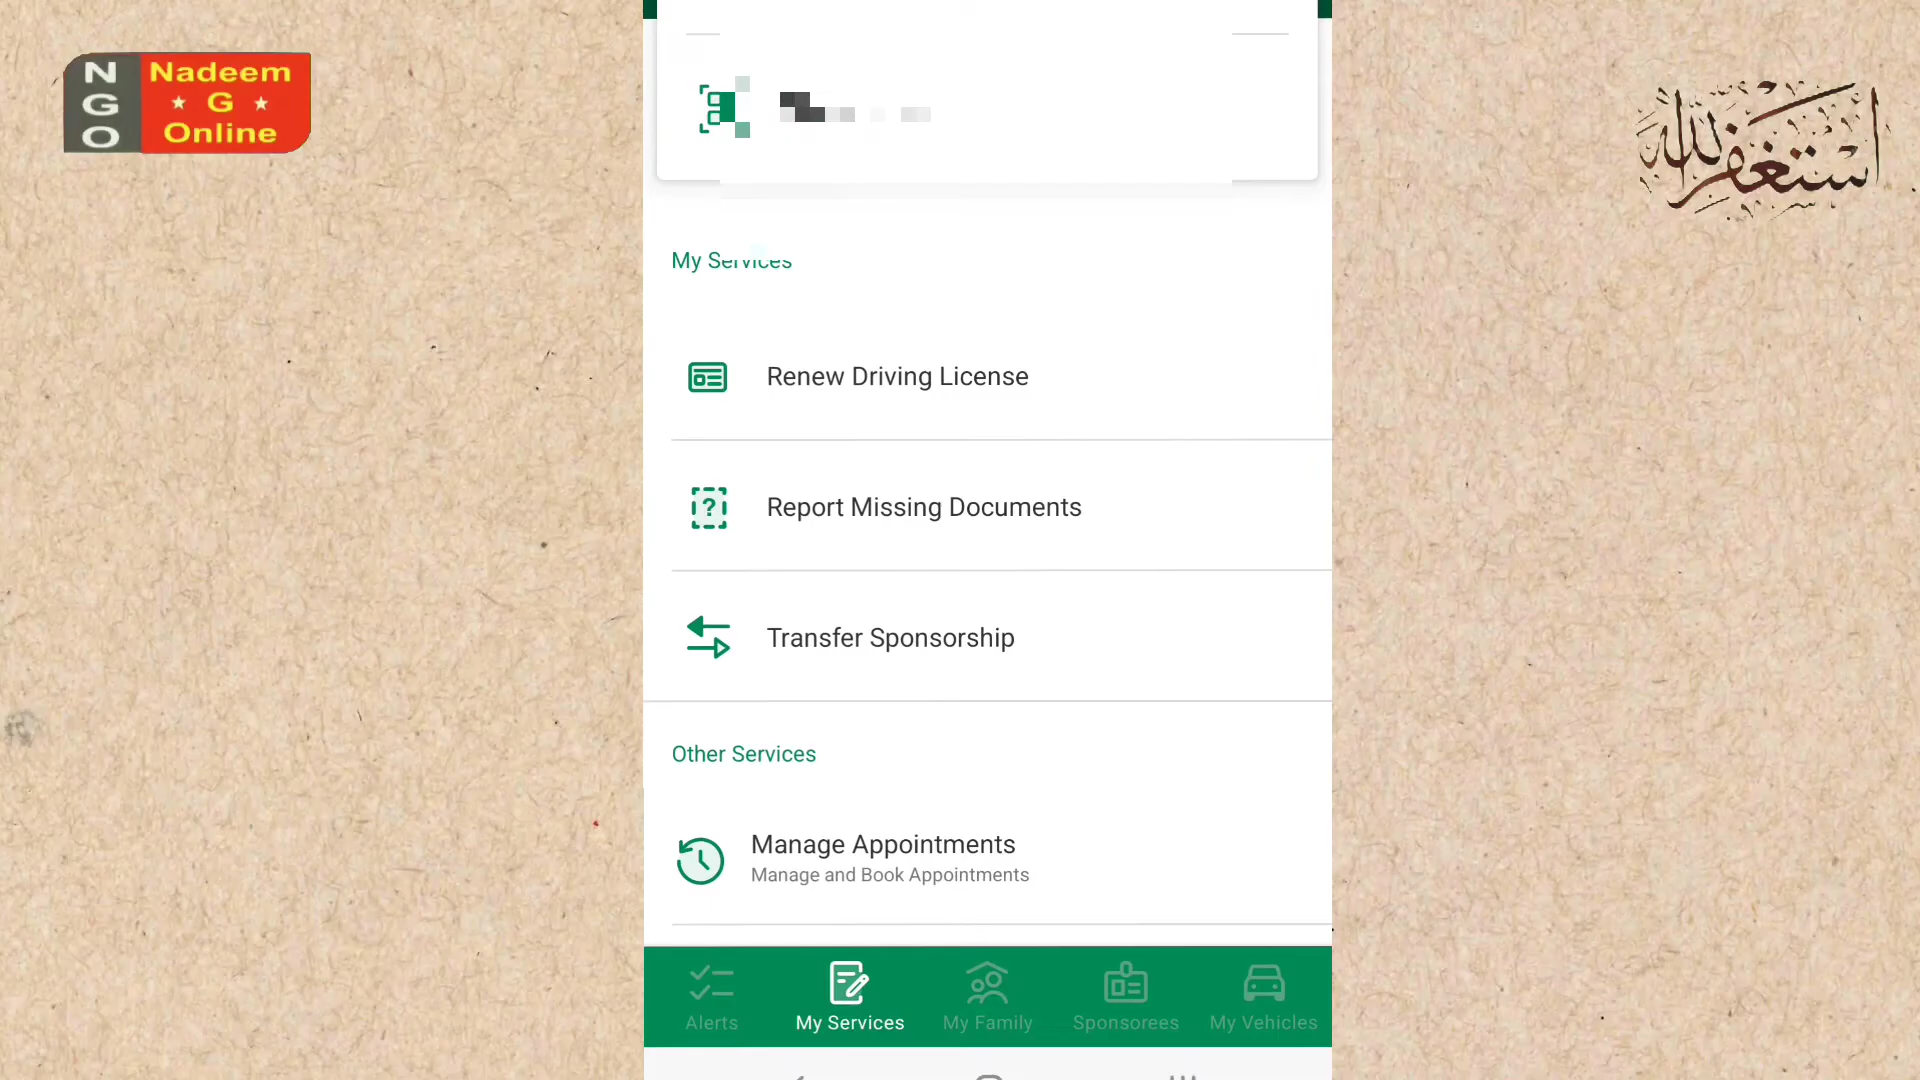 N Nadeem
G G
O Online
أستغفر الله
My Services
Renew Driving License
Report Missing Documents
Transfer Sponsorship
Other Services
Manage Appointments
Manage and Book Appointments
Alerts
My Services
My Family
Sponsorees
My Vehicles